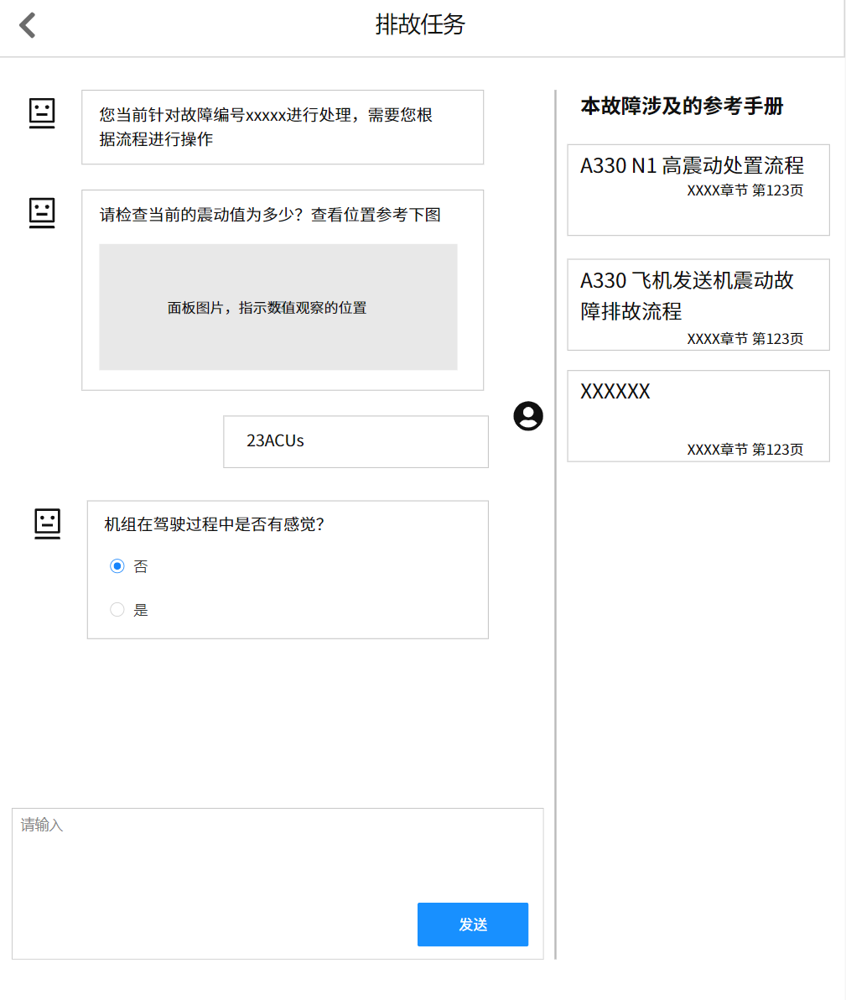 排故任务
您当前针对故障编号xxxxx进行处理，需要您根
据流程进行操作
请检查当前的震动值为多少？查看位置参考下图
面板图片，指示数值观察的位置
23ACUs
机组在驾驶过程中是否有感觉？
否
是
请输入
发送
本故障涉及的参考手册
A330 N1 高震动处置流程
XXXX章节 第123页
A330 飞机发送机震动故
障排故流程
XXXX章节 第123页
XXXXXX
XXXX章节 第123页